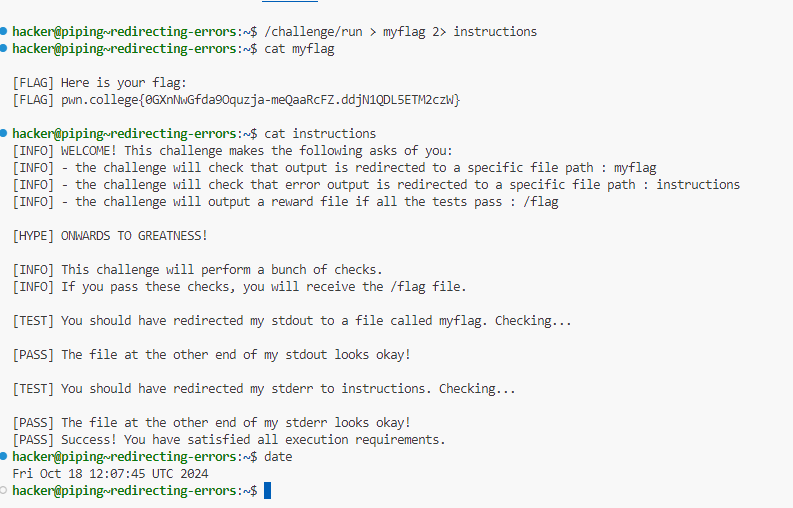 hacker@piping~redirecting-errors:~$ /challenge/run > myflag 2> instructions
hacker@piping~redirecting-errors:~$ cat myflag
[FLAG] Here is your flag:
[FLAG] pwn.college{0GXnNwGfda9Oquzja-meQaaRcFZ.ddjN1QDL5ETM2czW}
hacker@piping~redirecting-errors:~$ cat instructions
[INFO] WELCOME! This challenge makes the following asks of you:
[INFO] - the challenge will check that output is redirected to a specific file path : myflag
[INFO] - the challenge will check that error output is redirected to a specific file path : instructions
[INFO] - the challenge will output a reward file if all the tests pass : /flag
[HYPE] ONWARDS TO GREATNESS!
[INFO] This challenge will perform a bunch of checks.
[INFO] If you pass these checks, you will receive the /flag file.
[TEST] You should have redirected my stdout to a file called myflag. Checking...
[PASS] The file at the other end of my stdout looks okay!
[TEST] You should have redirected my stderr to instructions. Checking...
[PASS] The file at the other end of my stderr looks okay!
[PASS] Success! You have satisfied all execution requirements.
hacker@piping~redirecting-errors:~$ date
Fri Oct 18 12:07:45 UTC 2024
hacker@piping~redirecting-errors:~$